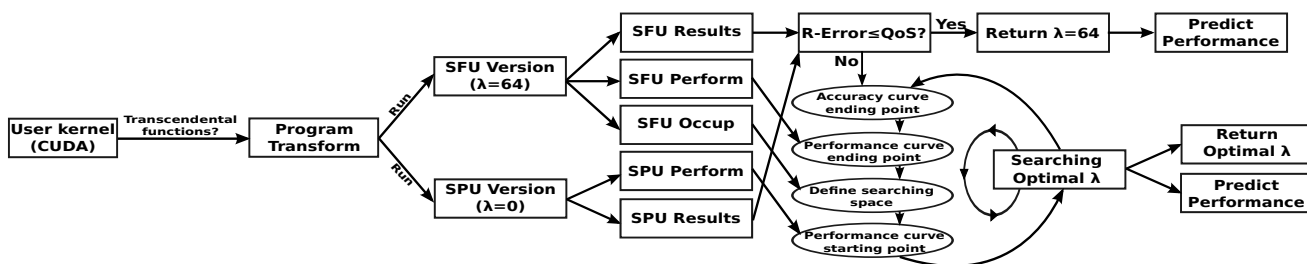 User kernel
(CUDA)
Transcendental
functions?
Program
Transform
Run
Run
SFU Version
(λ=64)
SPU Version
(λ=0)
SFU Results
SFU Perform
SFU Occup
SPU Perform
SPU Results
R-Error≤QoS?
Yes
No
Return λ=64
Predict
Performance
Accuracy curve
ending point
Performance curve
ending point
Define searching
space
Performance curve
starting point
Searching
Optimal λ
Return
Optimal λ
Predict
Performance